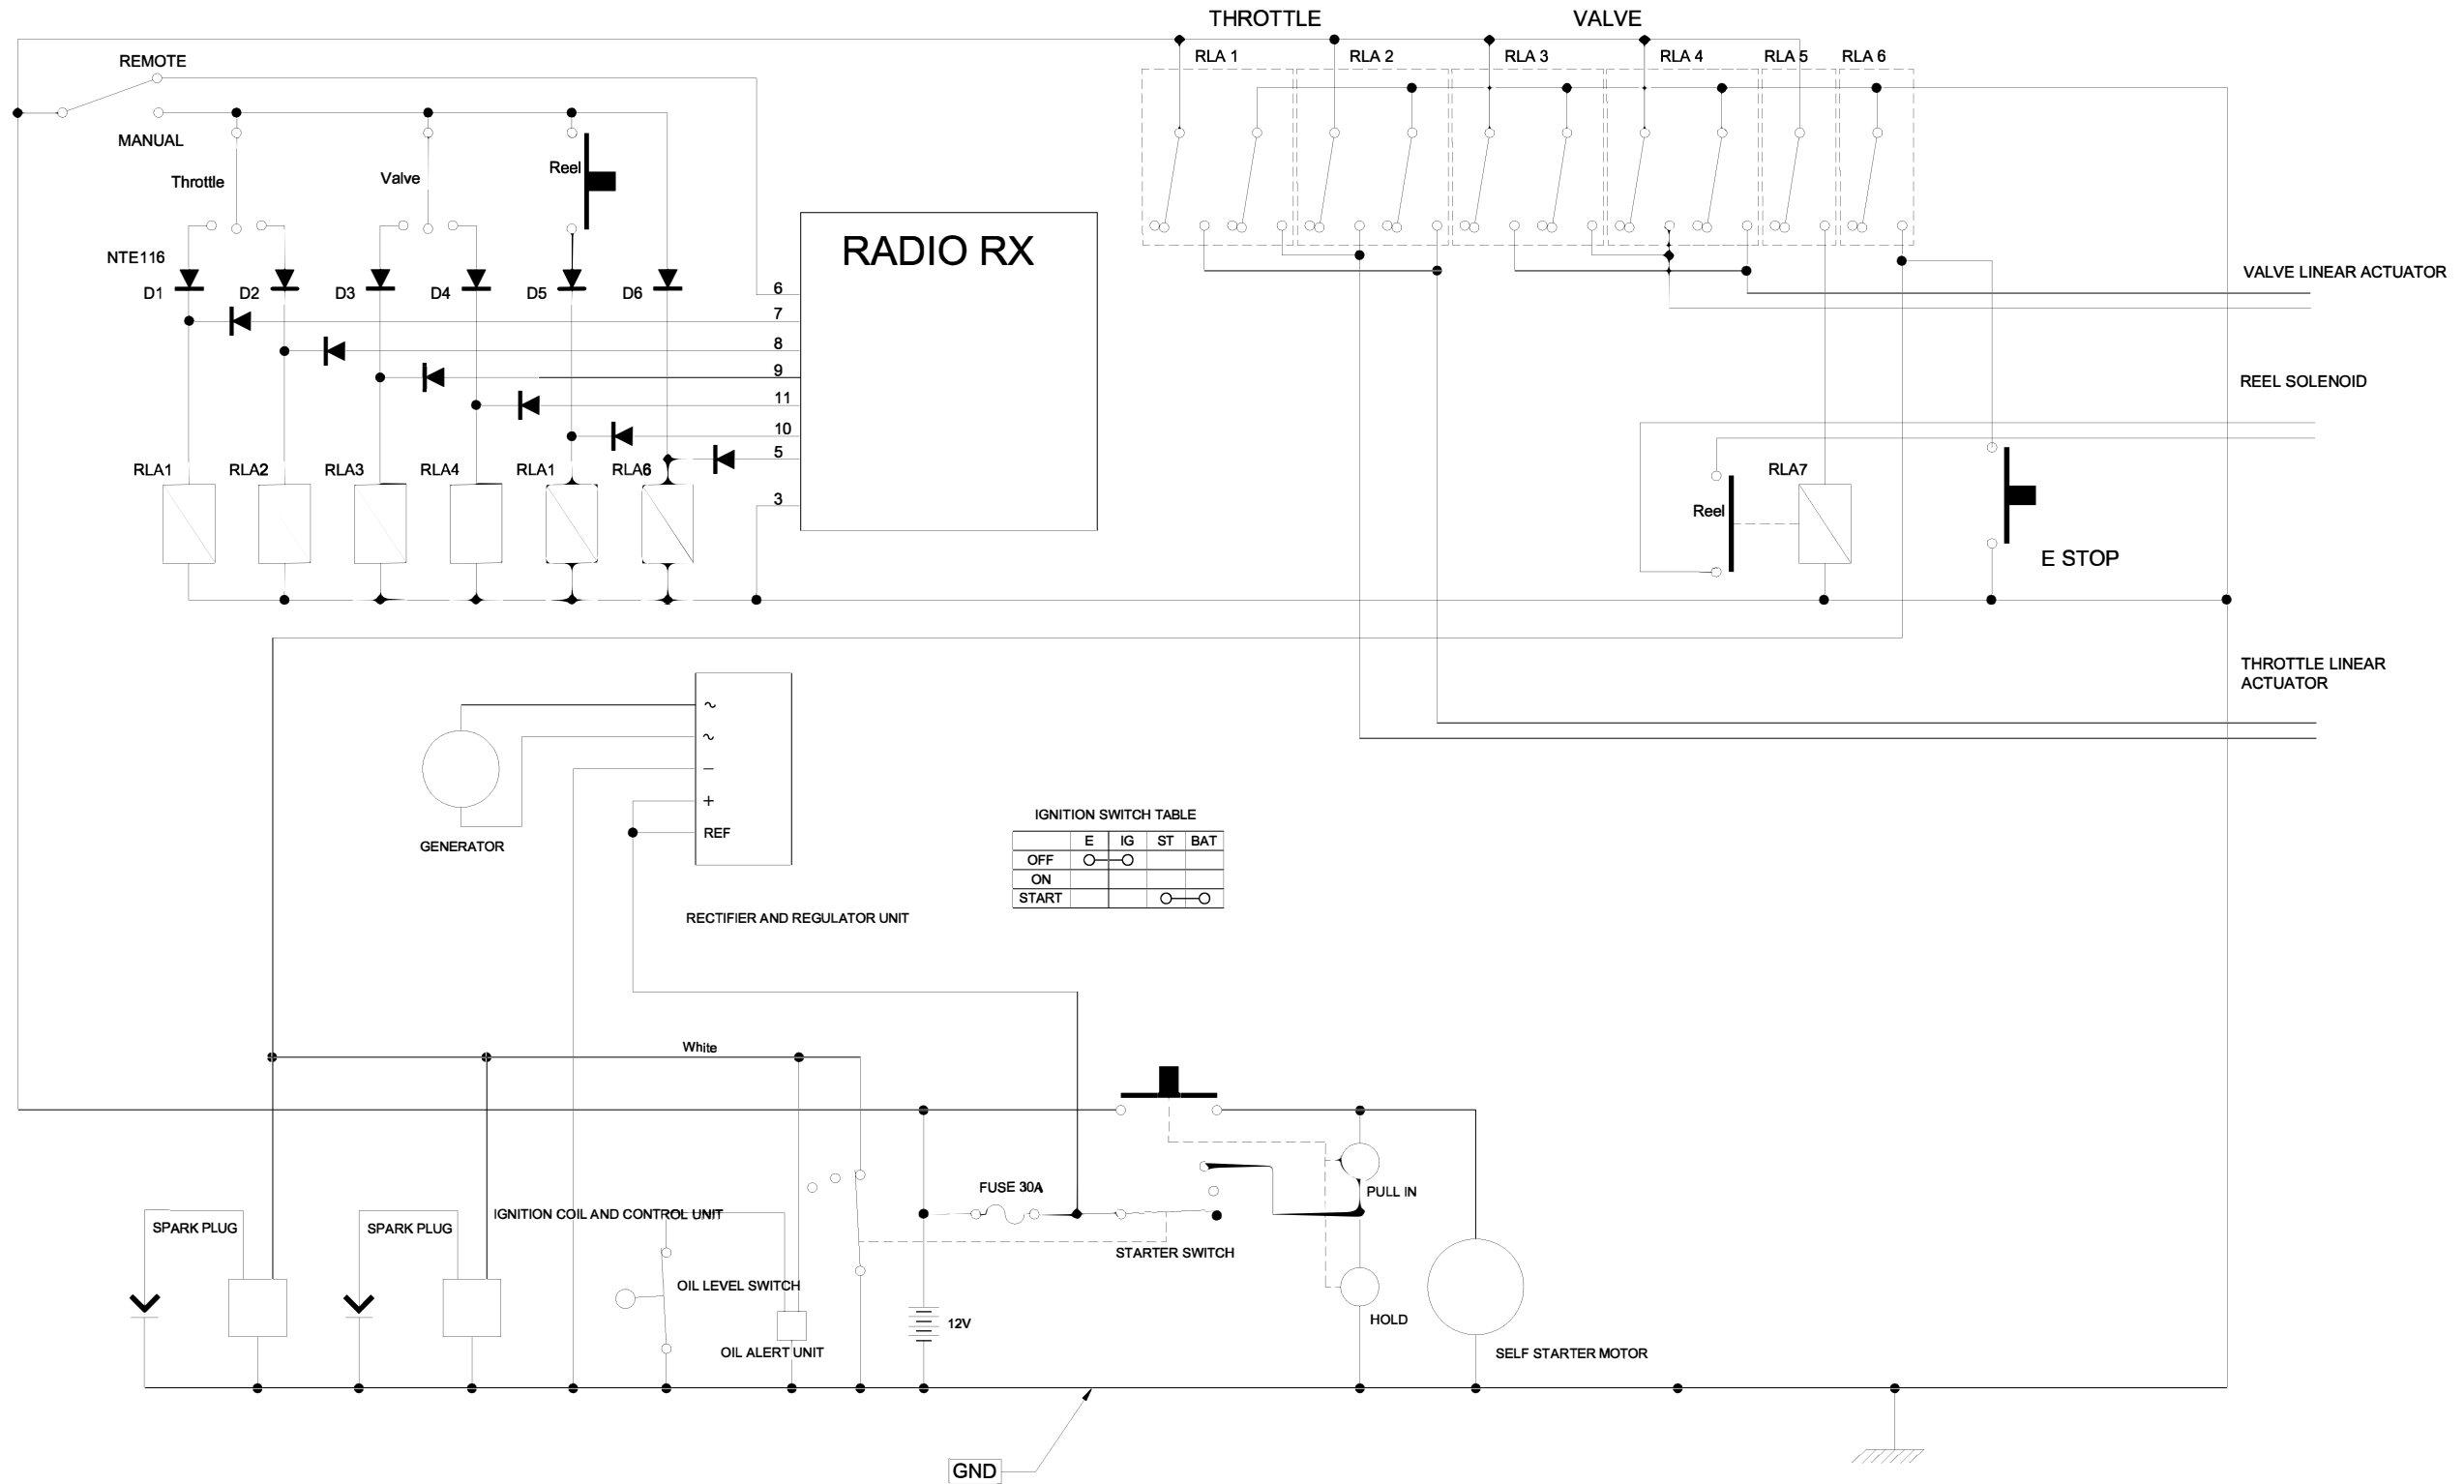 THROTTLE
VALVE
REMOTE
RLA 1
RLA 2
RLA 3
RLA 4
RLA 5
RLA 6
MANUAL
Throttle
Valve
Reel
RADIO RX
NTE116
D1
D2
D3
D4
D5
D6
6
7
8
9
11
10
5
3
VALVE LINEAR ACTUATOR
REEL SOLENOID
RLA1
RLA2
RLA3
RLA4
RLA1
RLA6
RLA7
Reel
E STOP
THROTTLE LINEAR
ACTUATOR
~
~
–
+
REF
GENERATOR
RECTIFIER AND REGULATOR UNIT
IGNITION SWITCH TABLE
E IG ST BAT
OFF
ON
START
White
FUSE 30A
PULL IN
SPARK PLUG
SPARK PLUG
IGNITION COIL AND CONTROL UNIT
STARTER SWITCH
OIL LEVEL SWITCH
12V
HOLD
OIL ALERT UNIT
SELF STARTER MOTOR
GND